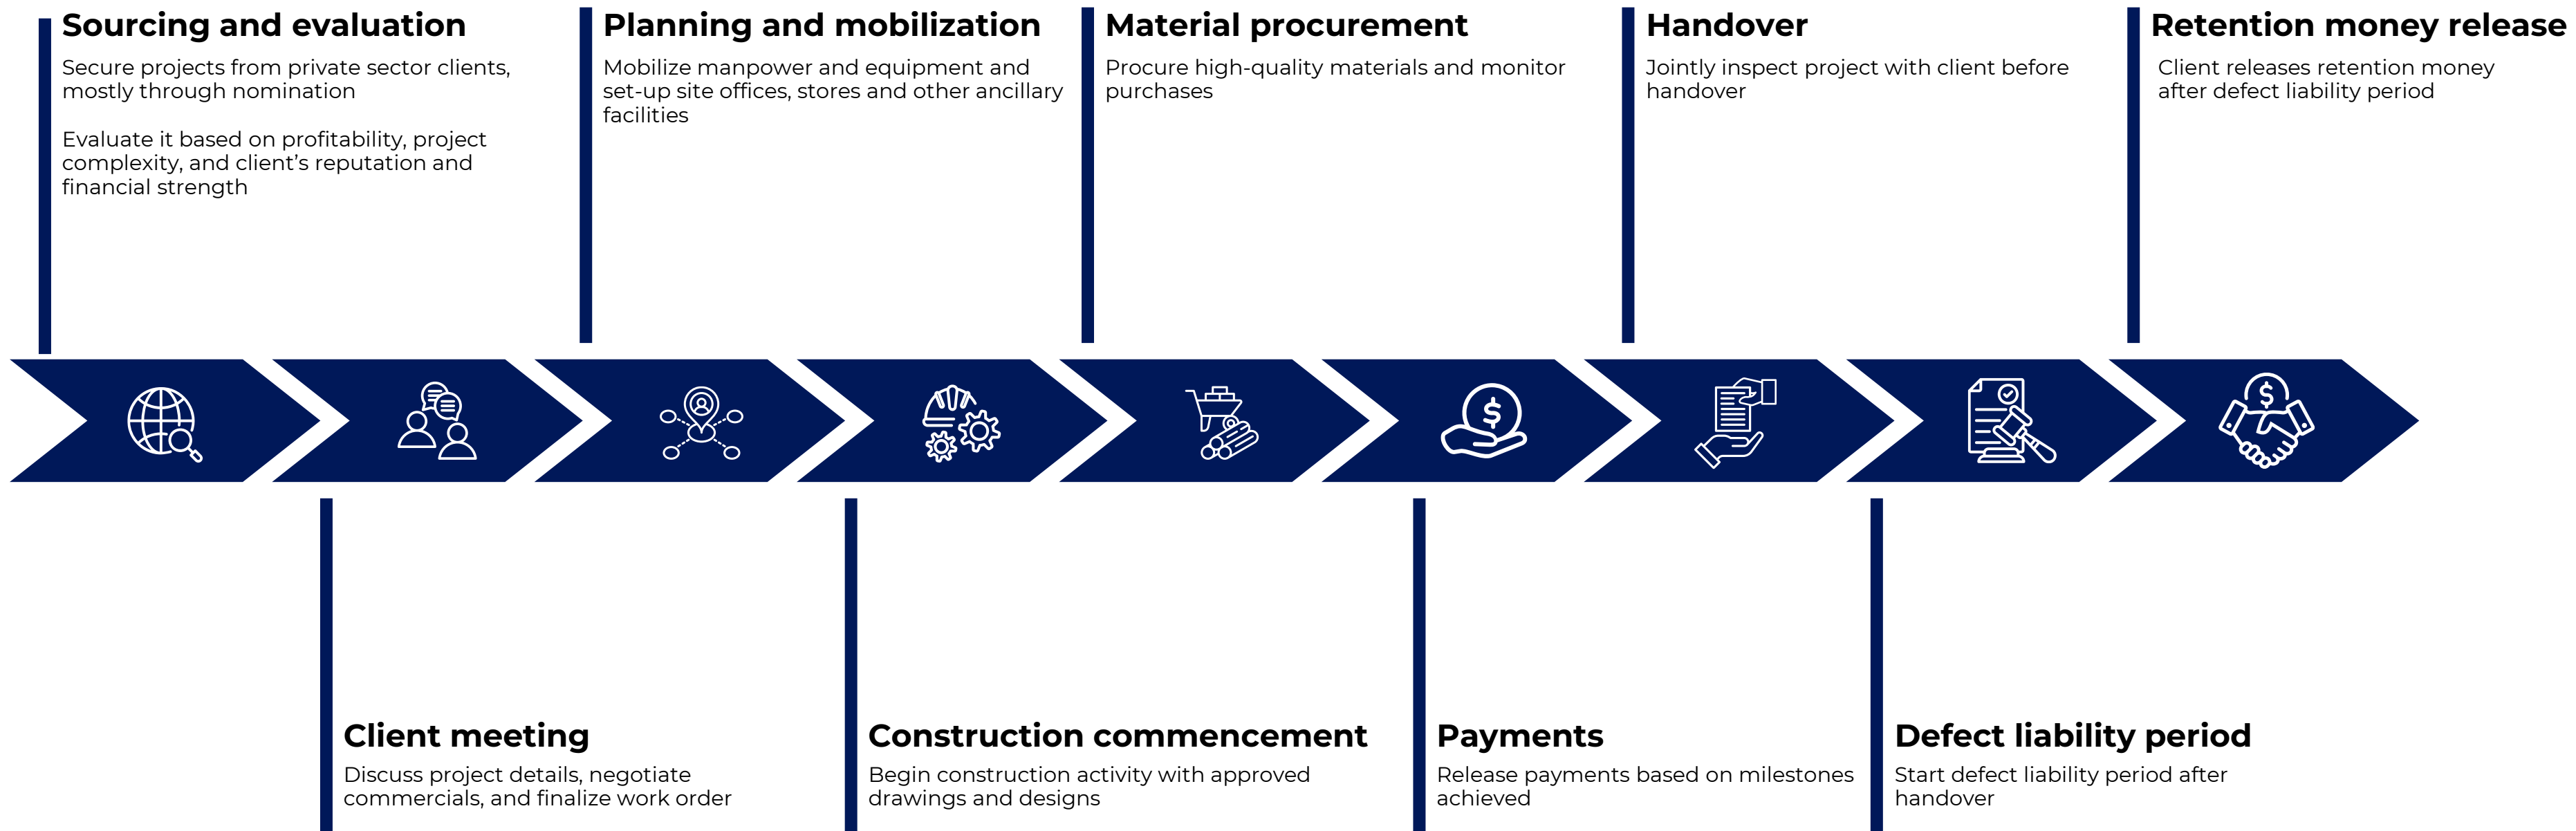 Sourcing and evaluation
Secure projects from private sector clients,
mostly through nomination
Evaluate it based on profitability, project
complexity, and client’s reputation and
financial strength
Planning and mobilization
Mobilize manpower and equipment and
set-up site offices, stores and other ancillary
facilities
Material procurement
Procure high-quality materials and monitor
purchases
Handover
Jointly inspect project with client before
handover
Retention money release
Client releases retention money
after defect liability period
$
$
Client meeting
Discuss project details, negotiate
commercials, and finalize work order
Construction commencement
Begin construction activity with approved
drawings and designs
Payments
Release payments based on milestones
achieved
Defect liability period
Start defect liability period after
handover